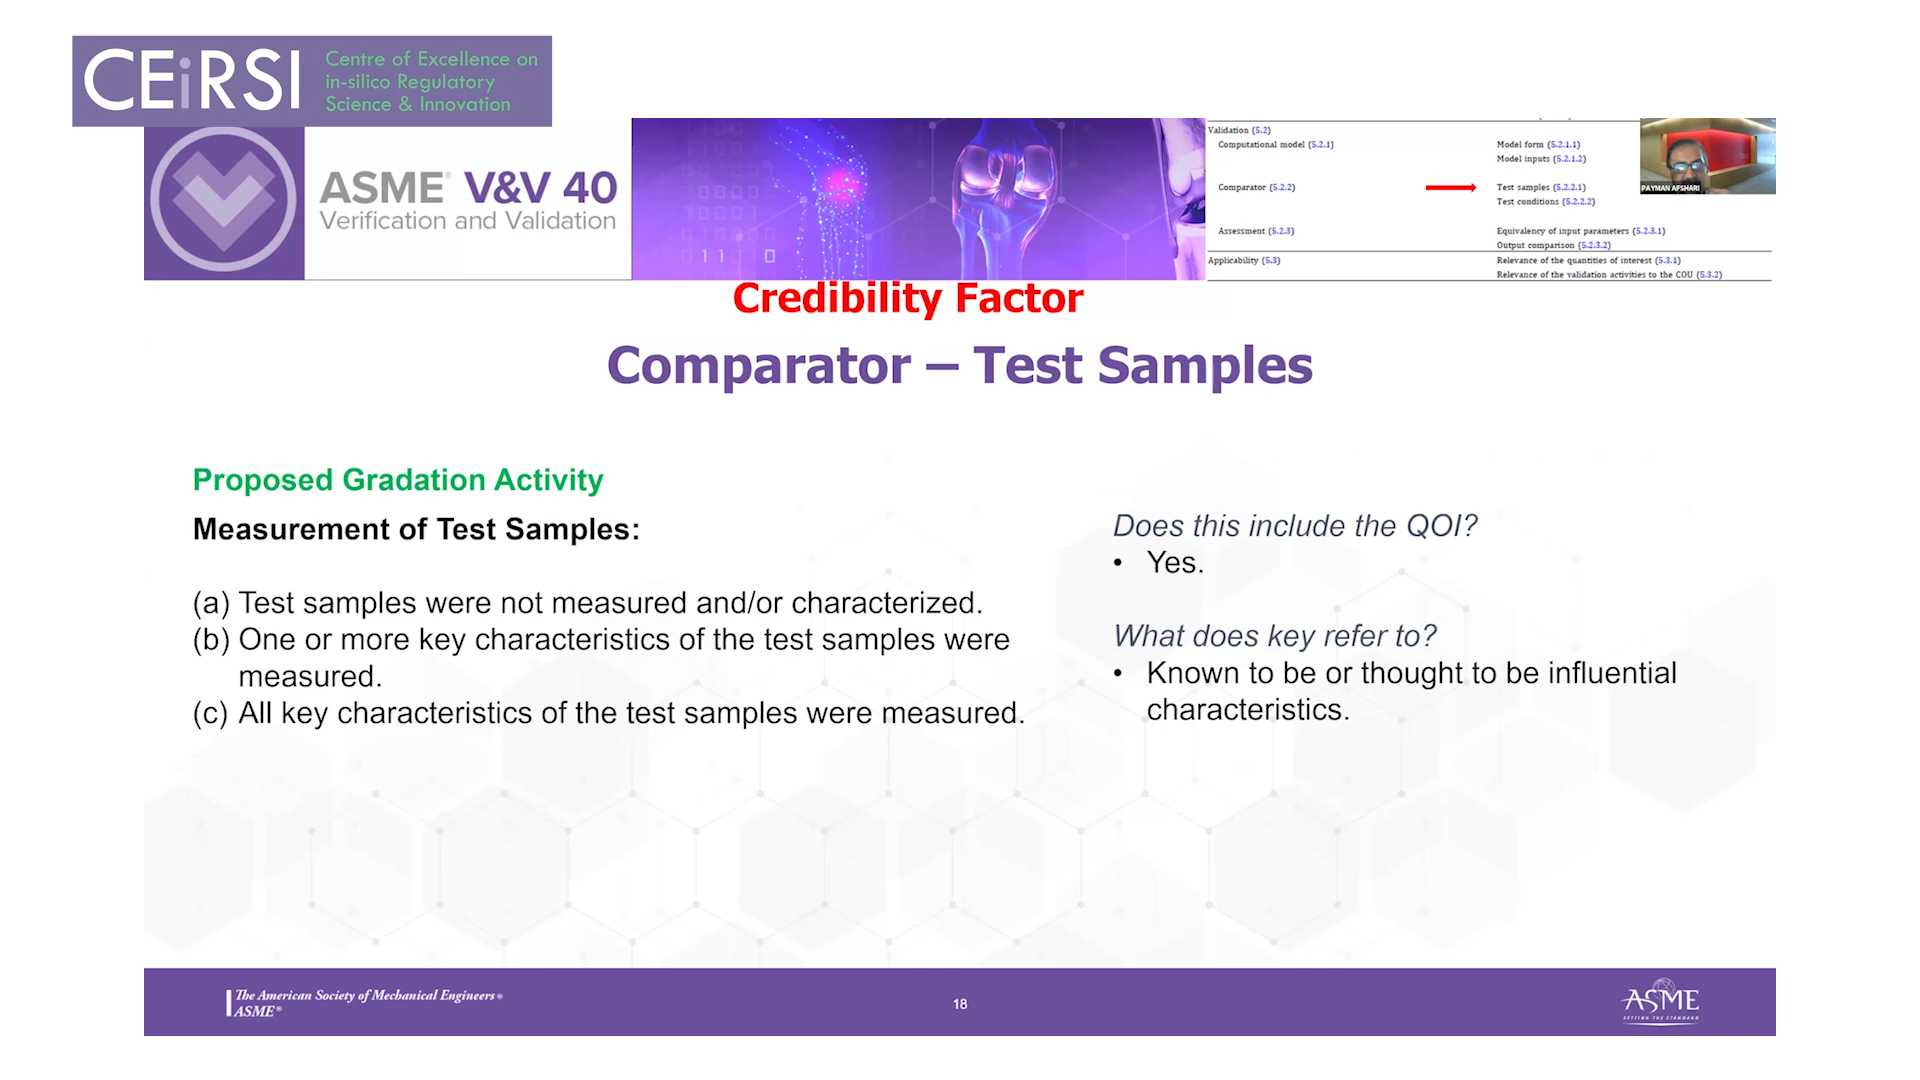 CEiRSI
Centre of Excellence on
in-silico Regulatory
Science & Innovation
ASME® V&V 40
Verification and Validation
11 0
Validation (5.2)
Computational model (5.2.1) Model form (5.2.1.1)
Model inputs (5.2.1.2)
Comparator (5.2.2) Test samples (5.2.2.1)
Test conditions (5.2.2.2)
Assessment (5.2.3) Equivalency of input parameters (5.2.3.1)
Output comparison (5.2.3.2)
Applicability (5.3) Relevance of the quantities of interest (5.3.1)
Relevance of the validation activities to the COU (5.3.2)
PAYMAN AFSHARI
Credibility Factor
Comparator – Test Samples
Proposed Gradation Activity
Measurement of Test Samples:
(a) Test samples were not measured and/or characterized.
(b) One or more key characteristics of the test samples were
measured.
(c) All key characteristics of the test samples were measured.
Does this include the QOI?
• Yes.
What does key refer to?
• Known to be or thought to be influential
characteristics.
The American Society of Mechanical Engineers®
ASME®
18
ASME
SETTING THE STANDARD